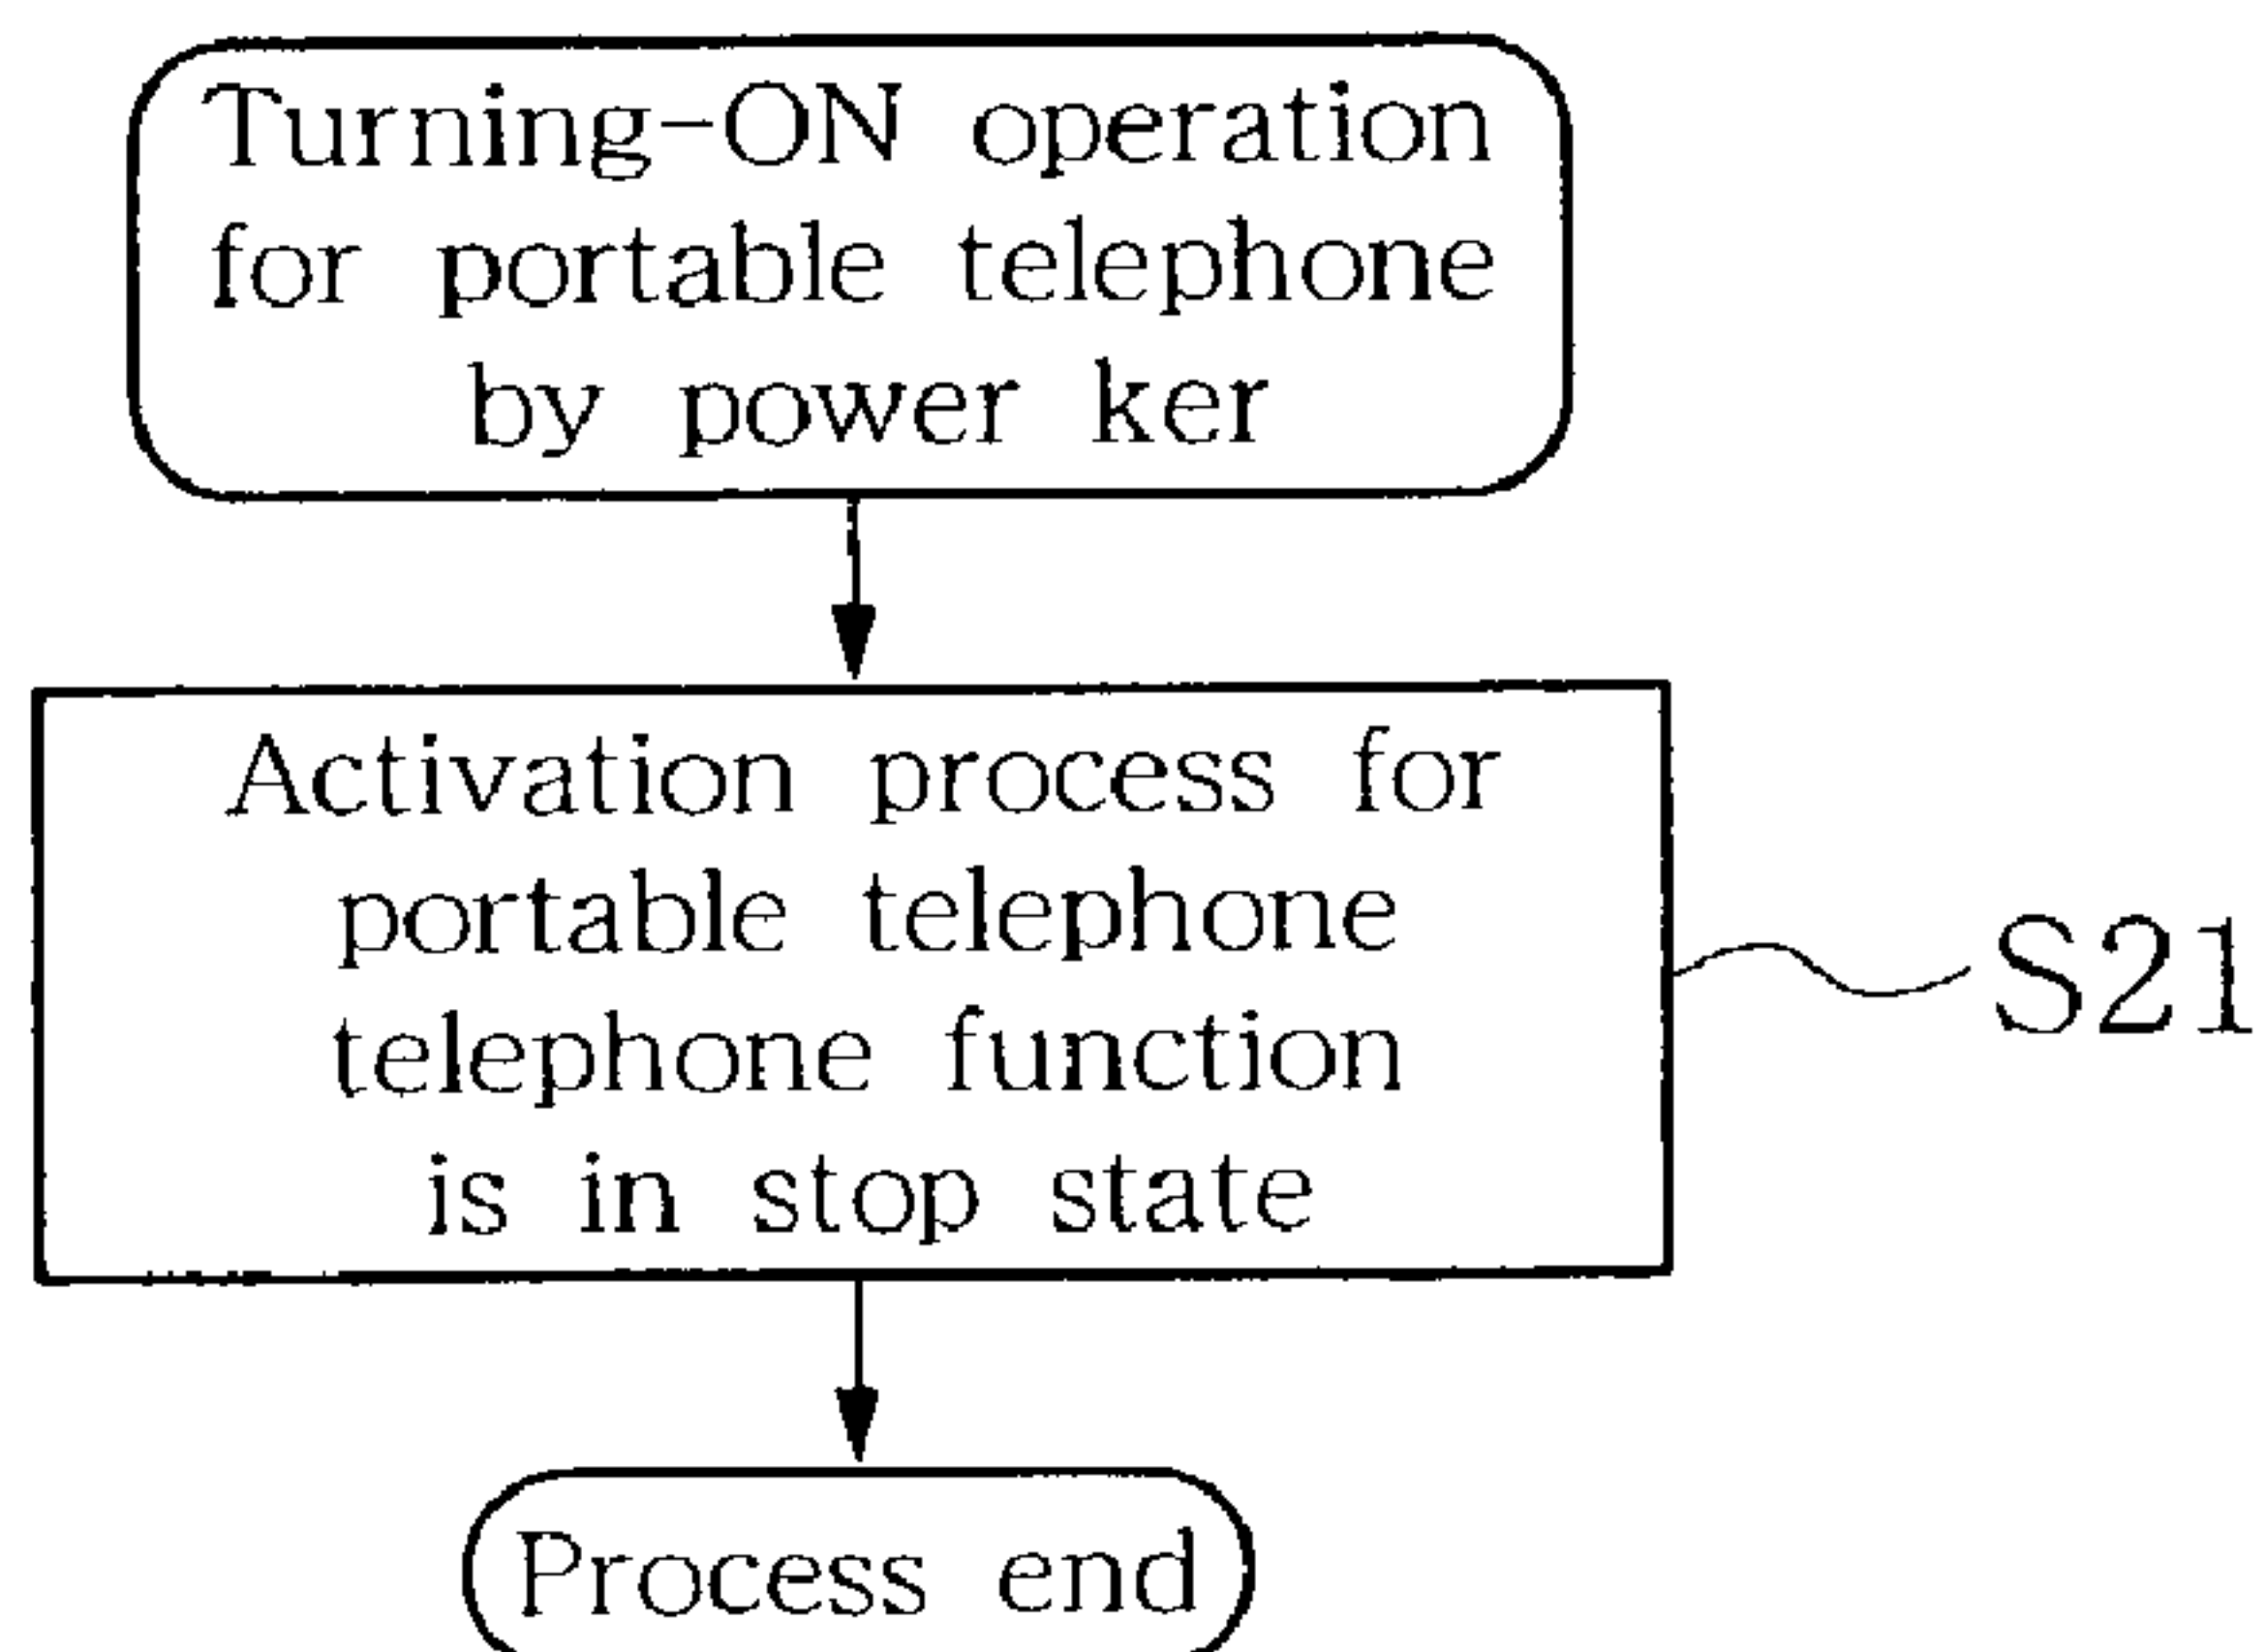 Turning-ON operation
for portable telephone
by power ker
Activation process for
portable telephone
telephone function
is in stop state
S21
Process end